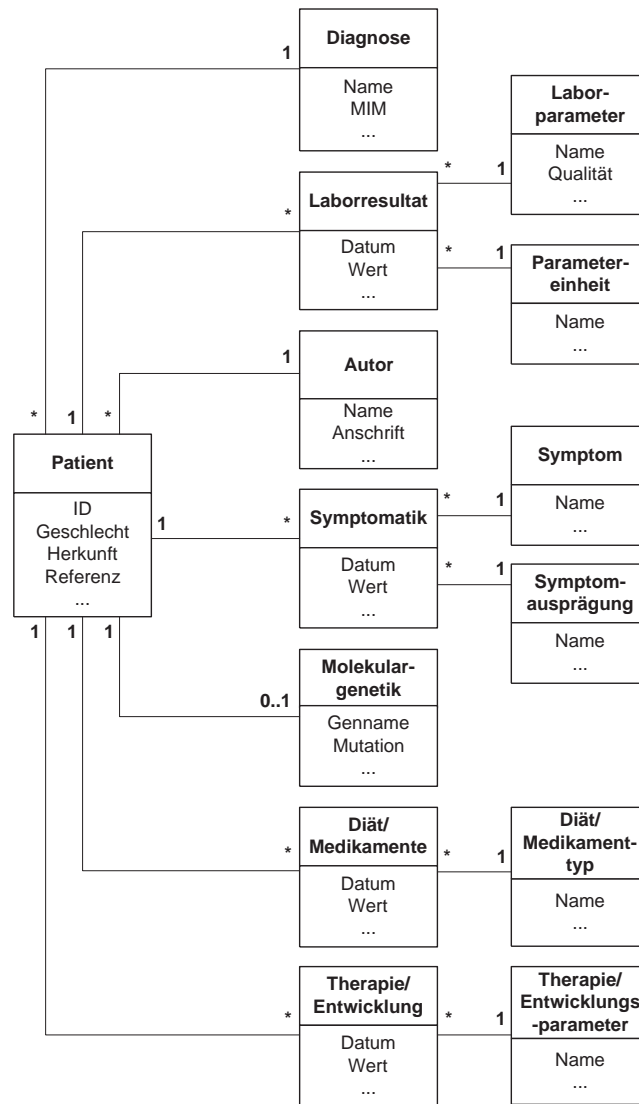 Diagnose
Name
MIM
...
1
Labor-
parameter
Name
Qualität
...
*
1
Laborresultat
Datum
Wert
...
*
*
1
Parameter-
einheit
Name
...
1
Autor
Name
Anschrift
...
*
1
*
Patient
ID
Geschlecht
Herkunft
Referenz
...
1
*
Symptomatik
Datum
Wert
...
*
1
Symptom
Name
...
*
1
Symptom-
ausprägung
Name
...
1
1
1
Molekular-
genetik
Genname
Mutation
...
0..1
Diät/
Medikamente
Datum
Wert
...
*
*
1
Diät/
Medikament-
typ
Name
...
Therapie/
Entwicklung
Datum
Wert
...
*
*
1
Therapie/
Entwicklungs
-parameter
Name
...